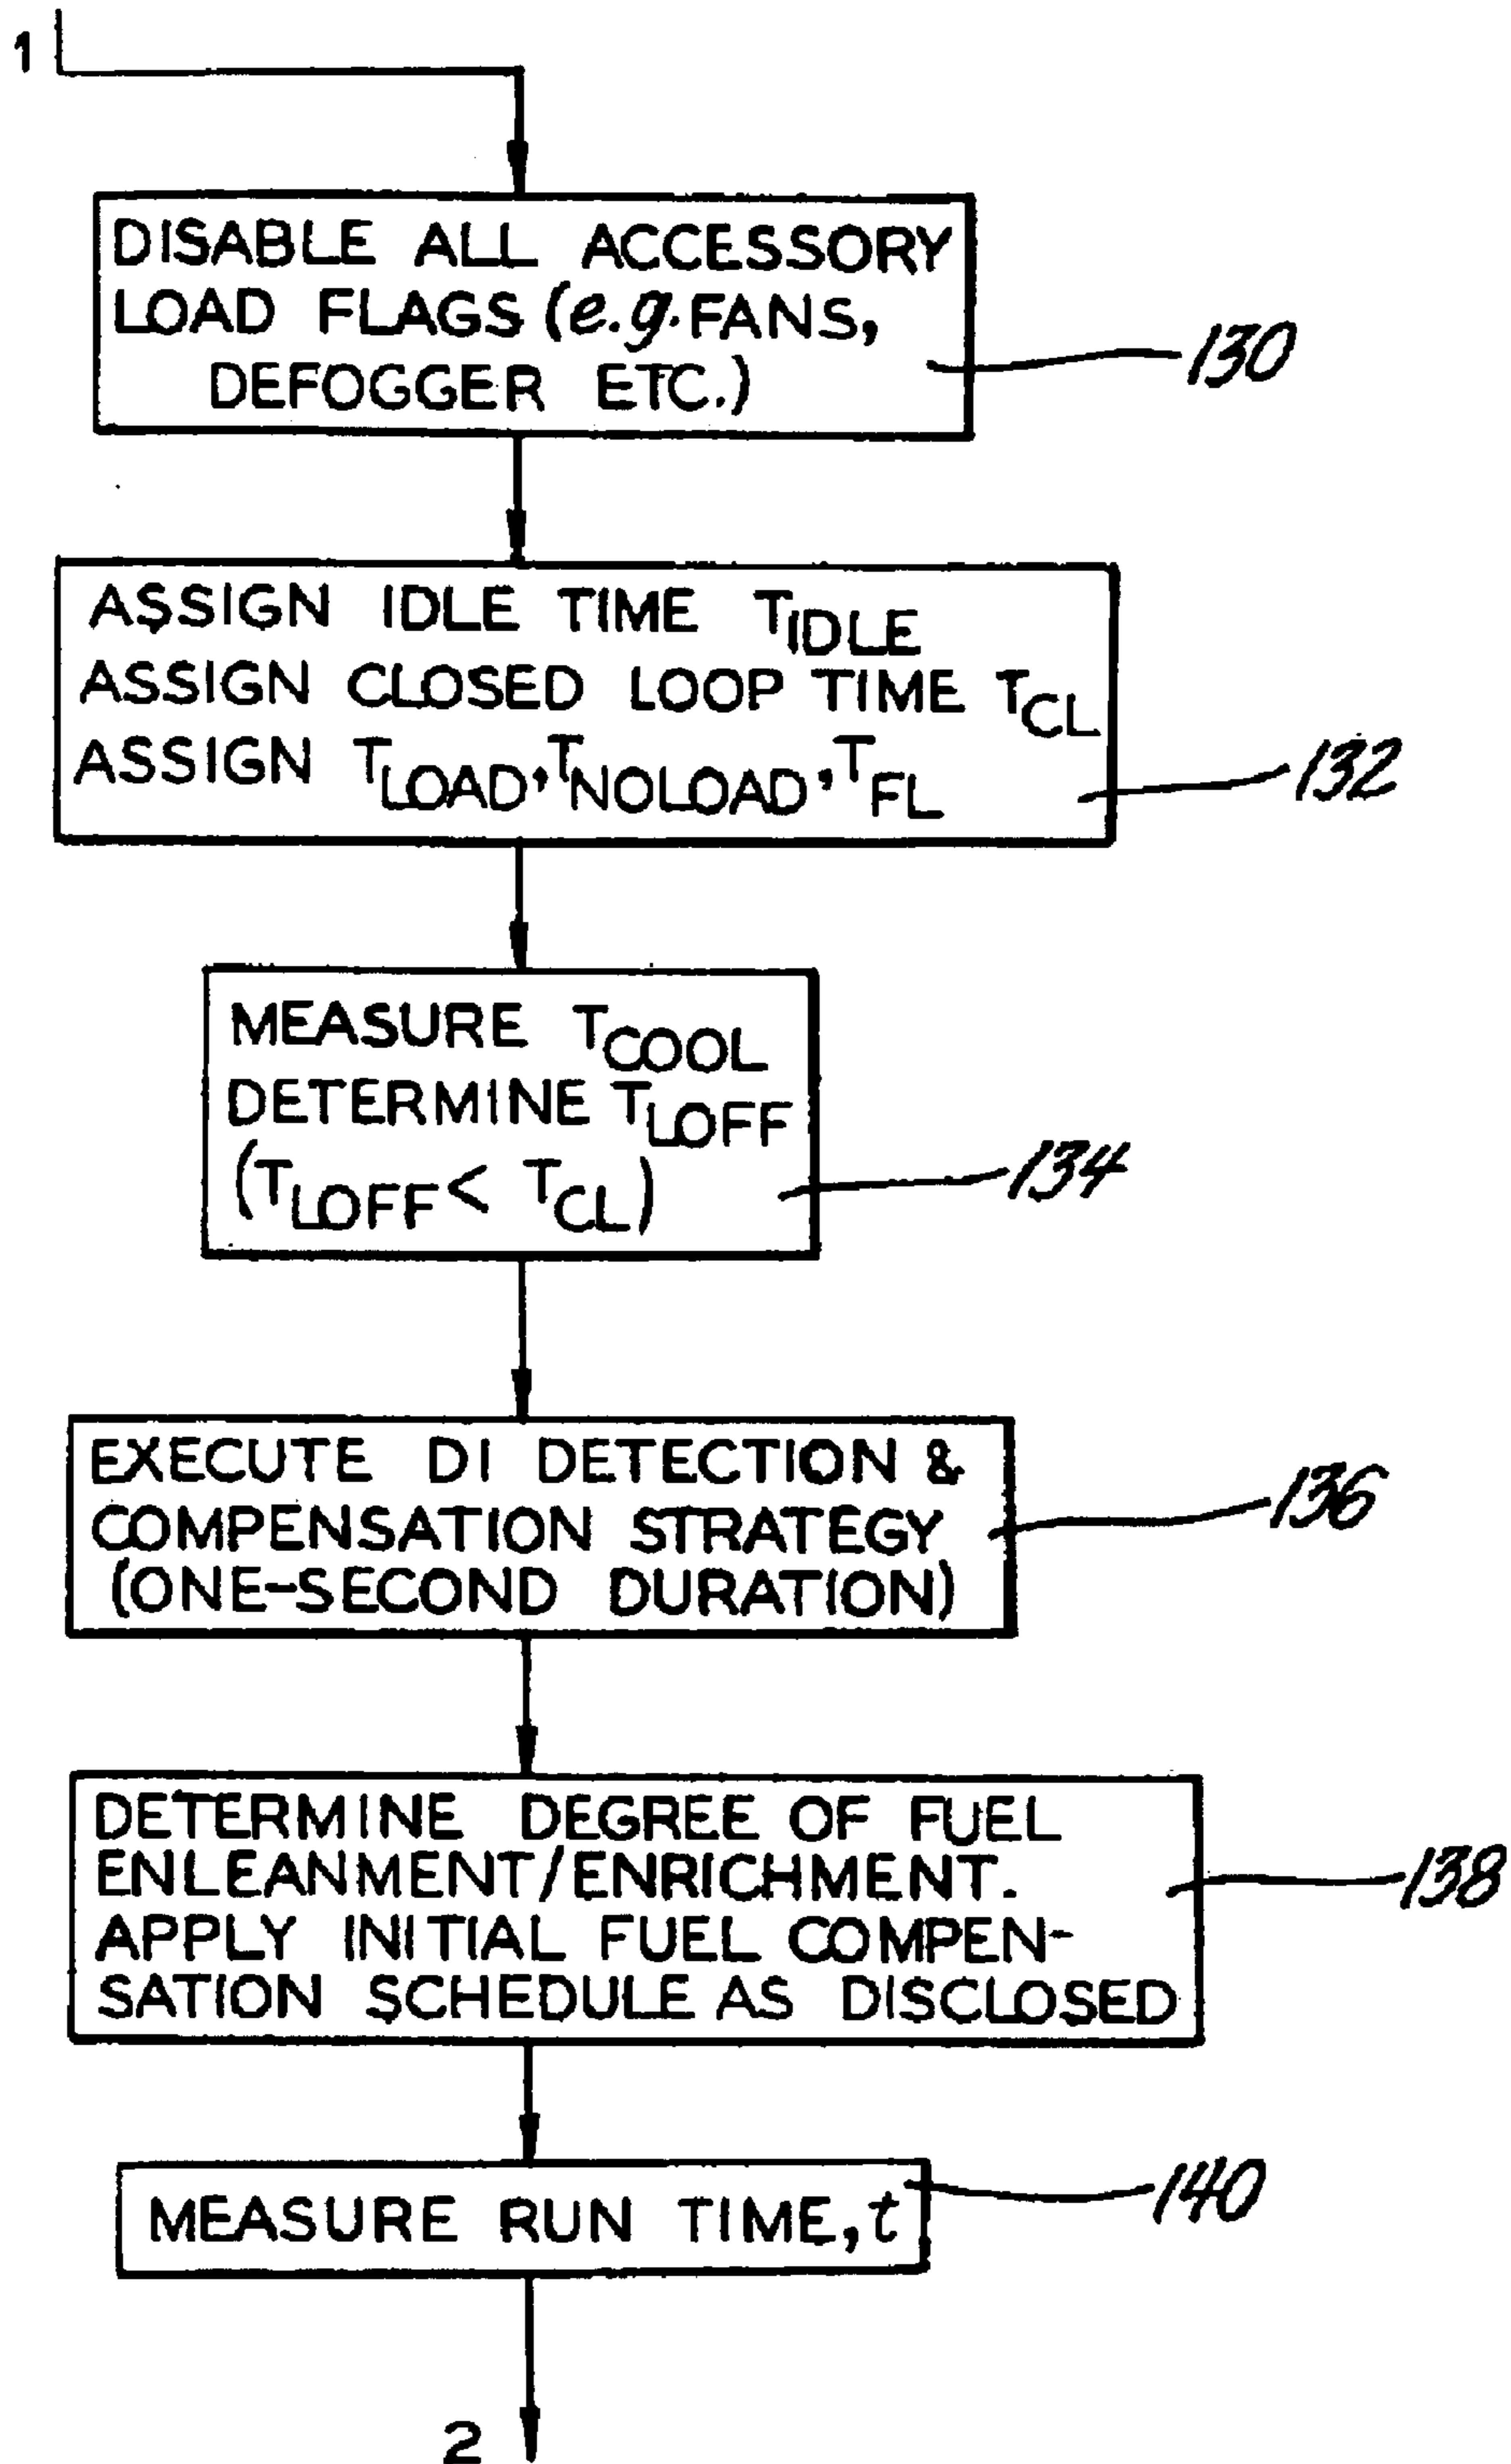 1
DISABLE ALL ACCESSORY
LOAD FLAGS (e.g. FANS,
DEFOGGER ETC.)
130
ASSIGN IDLE TIME TIDLE
ASSIGN CLOSED LOOP TIME TCL
ASSIGN TLOAD, TNOLOAD, TFL
132
MEASURE TCOOL
DETERMINE TLOFF
(TLOFF < TCL)
134
EXECUTE DI DETECTION &
COMPENSATION STRATEGY
(ONE-SECOND DURATION)
136
DETERMINE DEGREE OF FUEL
ENLEANMENT/ENRICHMENT.
APPLY INITIAL FUEL COMPEN-
SATION SCHEDULE AS DISCLOSED
138
MEASURE RUN TIME, t
140
2